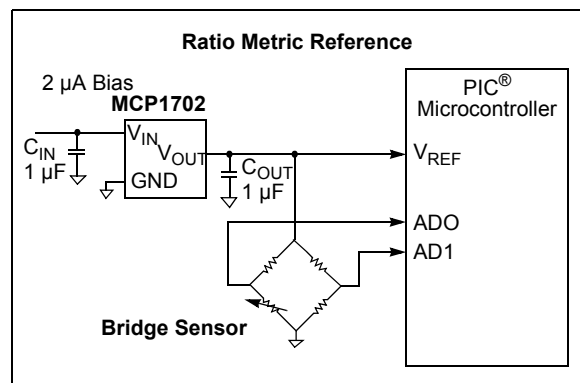 Ratio Metric Reference
2 µA Bias
MCP1702
PIC®
Microcontroller
VIN
VOUT
GND
CIN
1 µF
COUT
1 µF
VREF
ADO
AD1
Bridge Sensor